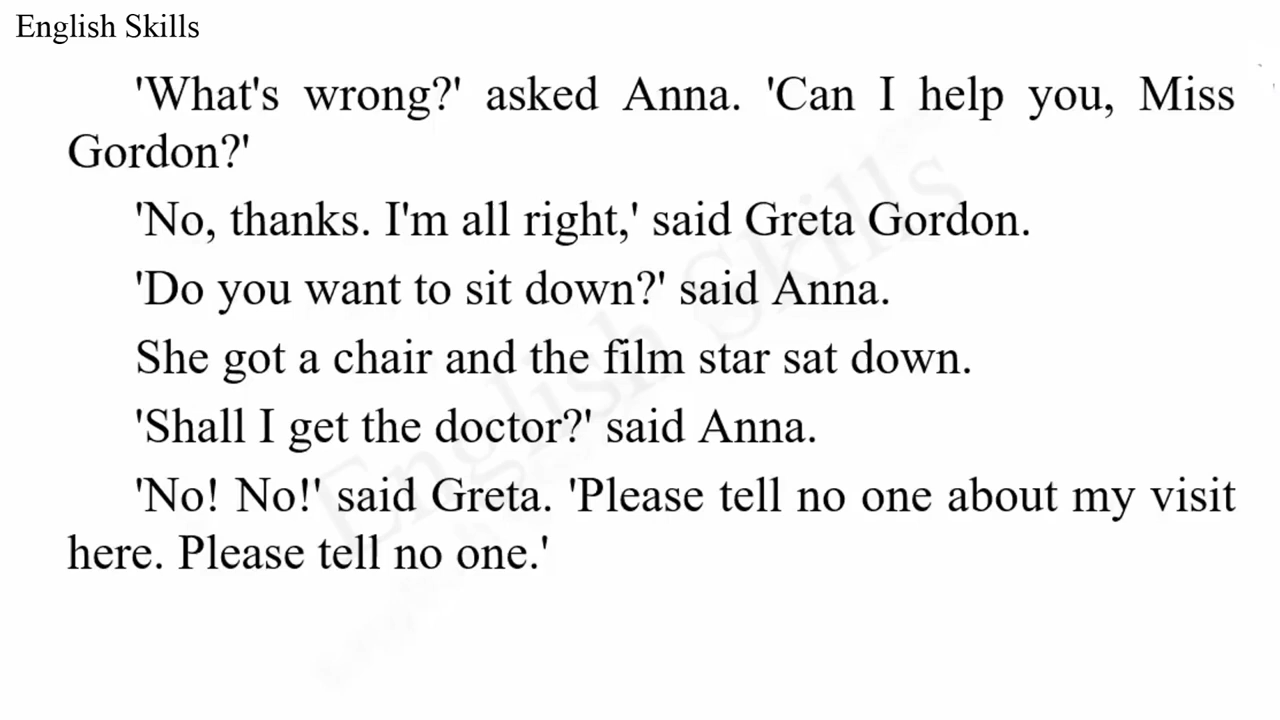 English Skills
'What's wrong?' asked Anna. 'Can I help you, Miss
Gordon?'
'No, thanks. I'm all right,' said Greta Gordon.
'Do you want to sit down?' said Anna.
She got a chair and the film star sat down.
'Shall I get the doctor?' said Anna.
'No! No!' said Greta. 'Please tell no one about my visit
here. Please tell no one.'
English Skills